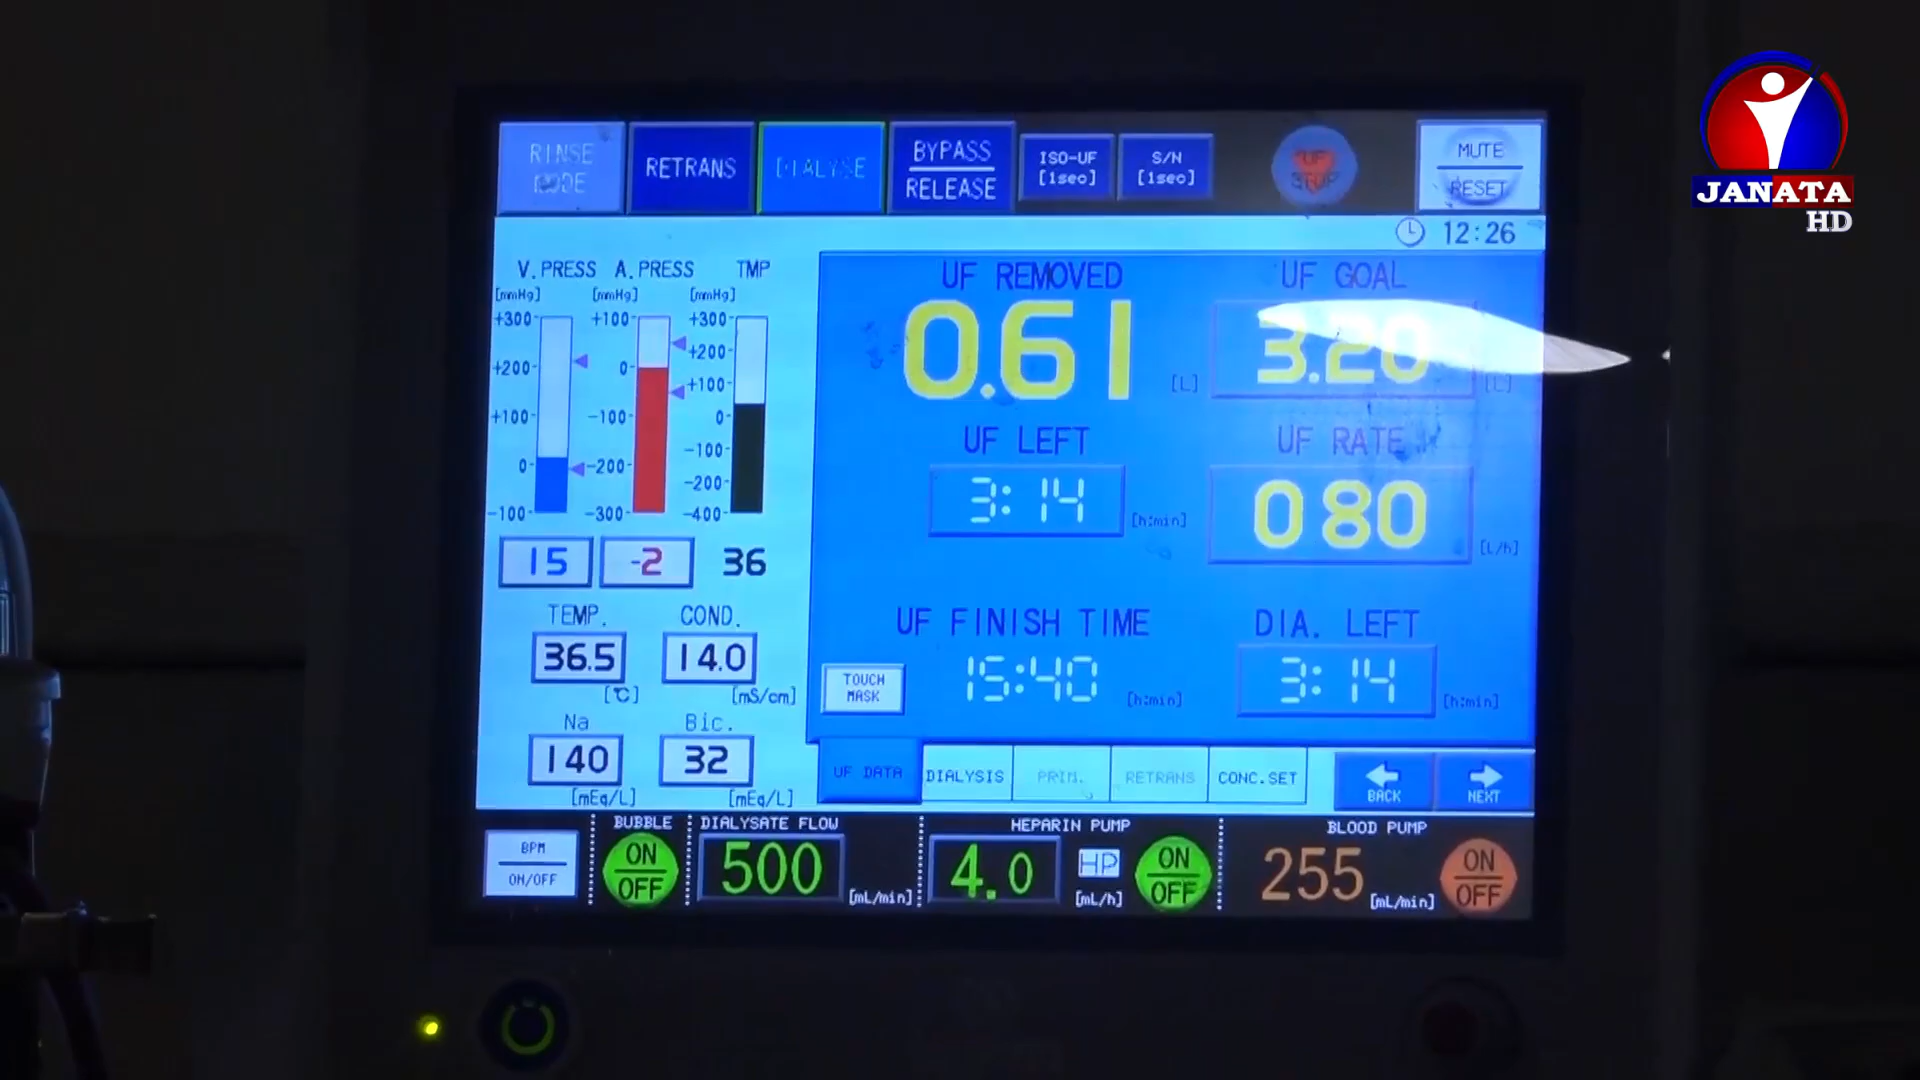 RINSE
MODE
RETRANS
DIALYSE
BYPASS
RELEASE
ISO-UF
[1sec]
S/N
[1sec]
UF
STOP
MUTE
RESET
JANATA
HD
12:26
V.PRESS A.PRESS TMP
[mmHg] [mmHg] [mmHg]
+300 +100 +300
+200 0 +200
+100 -100 +100
0 -200 0
-100 -300 -100
-200
-400
15 -2 36
TEMP. COND.
36.5 14.0
[℃] [mS/cm]
Na Bic.
140 32
[mEq/L] [mEq/L]
UF REMOVED UF GOAL
0.61 [L] 3.20 [L]
UF LEFT UF RATE
3:14 [h:min] 0.80 [L/h]
UF FINISH TIME DIA. LEFT
15:40 [h:min] 3:14 [h:min]
TOUCH
MASK
UF DATA DIALYSIS PRIM. RETRANS CONC.SET BACK NEXT
BPM
ON/OFF
BUBBLE
ON
OFF
DIALYSATE FLOW
500 [mL/min]
HEPARIN PUMP
4.0 HP [mL/h]
ON
OFF
BLOOD PUMP
255 [mL/min]
ON
OFF